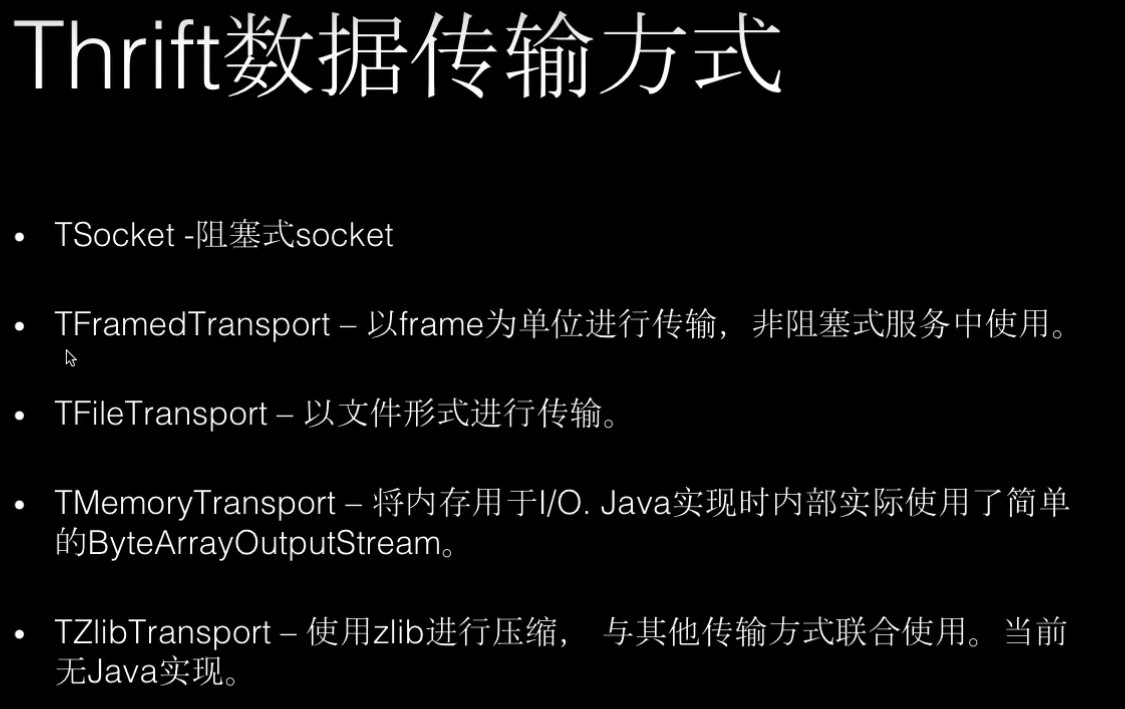 Thrift数据传输方式
• TSocket -阻塞式socket
• TFramedTransport – 以frame为单位进行传输，非阻塞式服务中使用。
• TFileTransport – 以文件形式进行传输。
• TMemoryTransport – 将内存用于I/O. Java实现时内部实际使用了简单
的ByteArrayOutputStream。
• TZlibTransport – 使用zlib进行压缩， 与其他传输方式联合使用。当前
无Java实现。